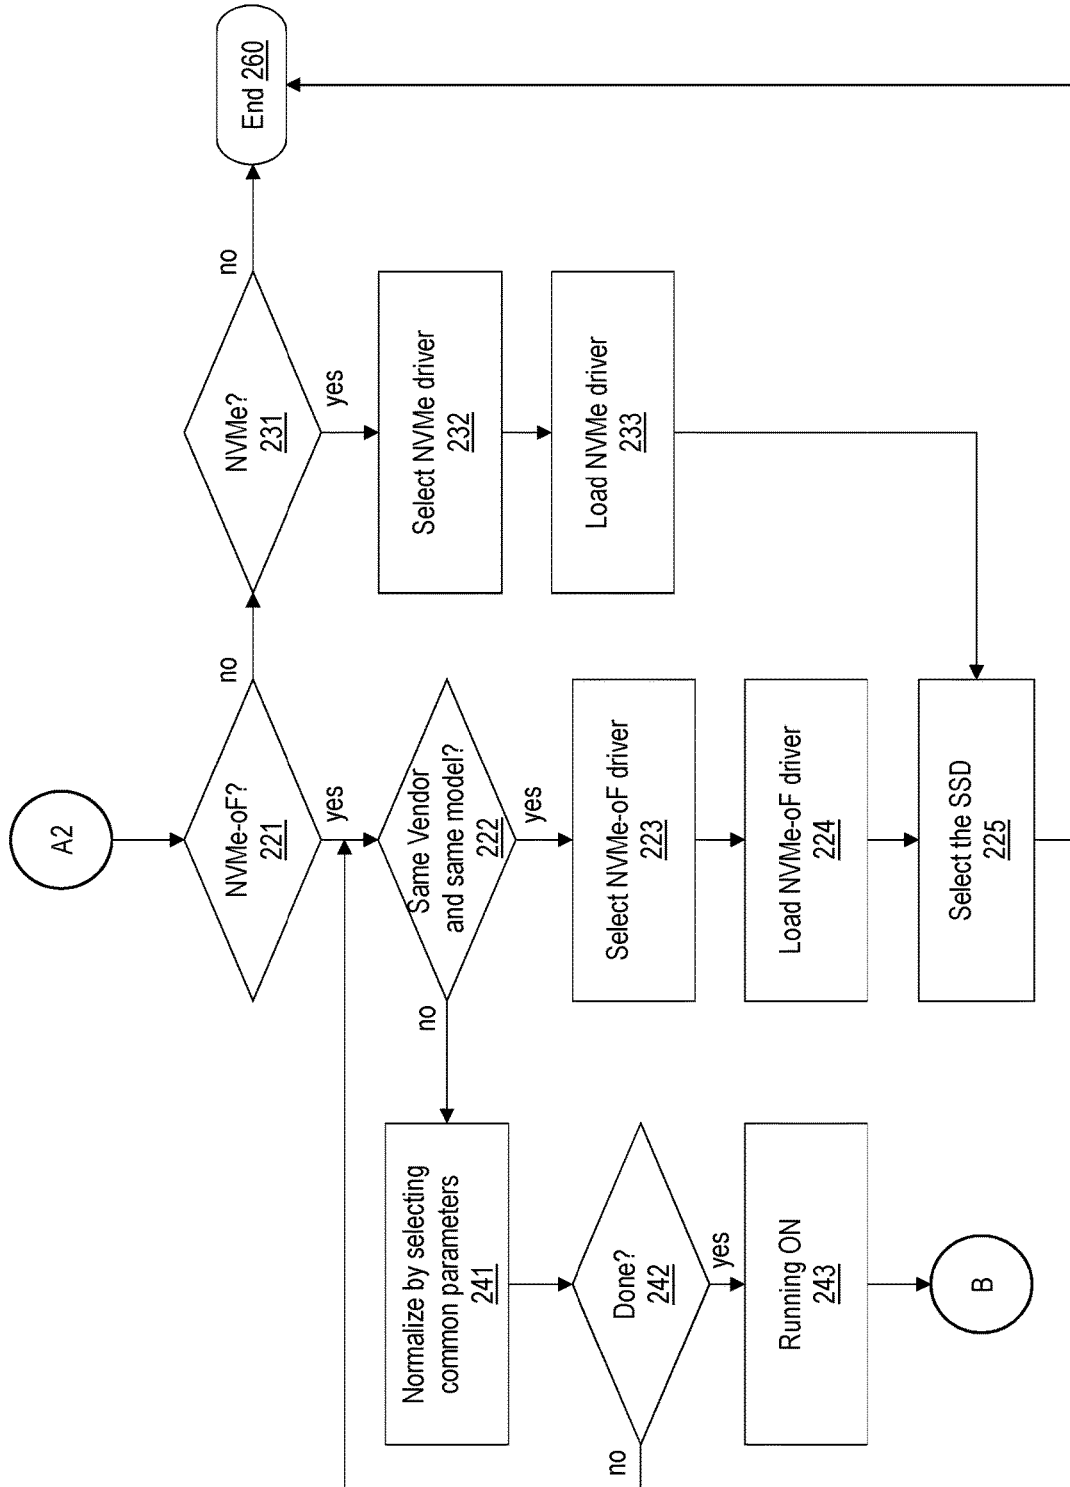 A2
NVMe-oF?
221
no
yes
NVMe?
231
no
yes
End 260
Select NVMe driver
232
Load NVMe driver
233
Same Vendor
and same model?
222
no
yes
Select NVMe-oF driver
223
Load NVMe-oF driver
224
Select the SSD
225
Normalize by selecting
common parameters
241
Done?
242
no
yes
Running ON
243
B